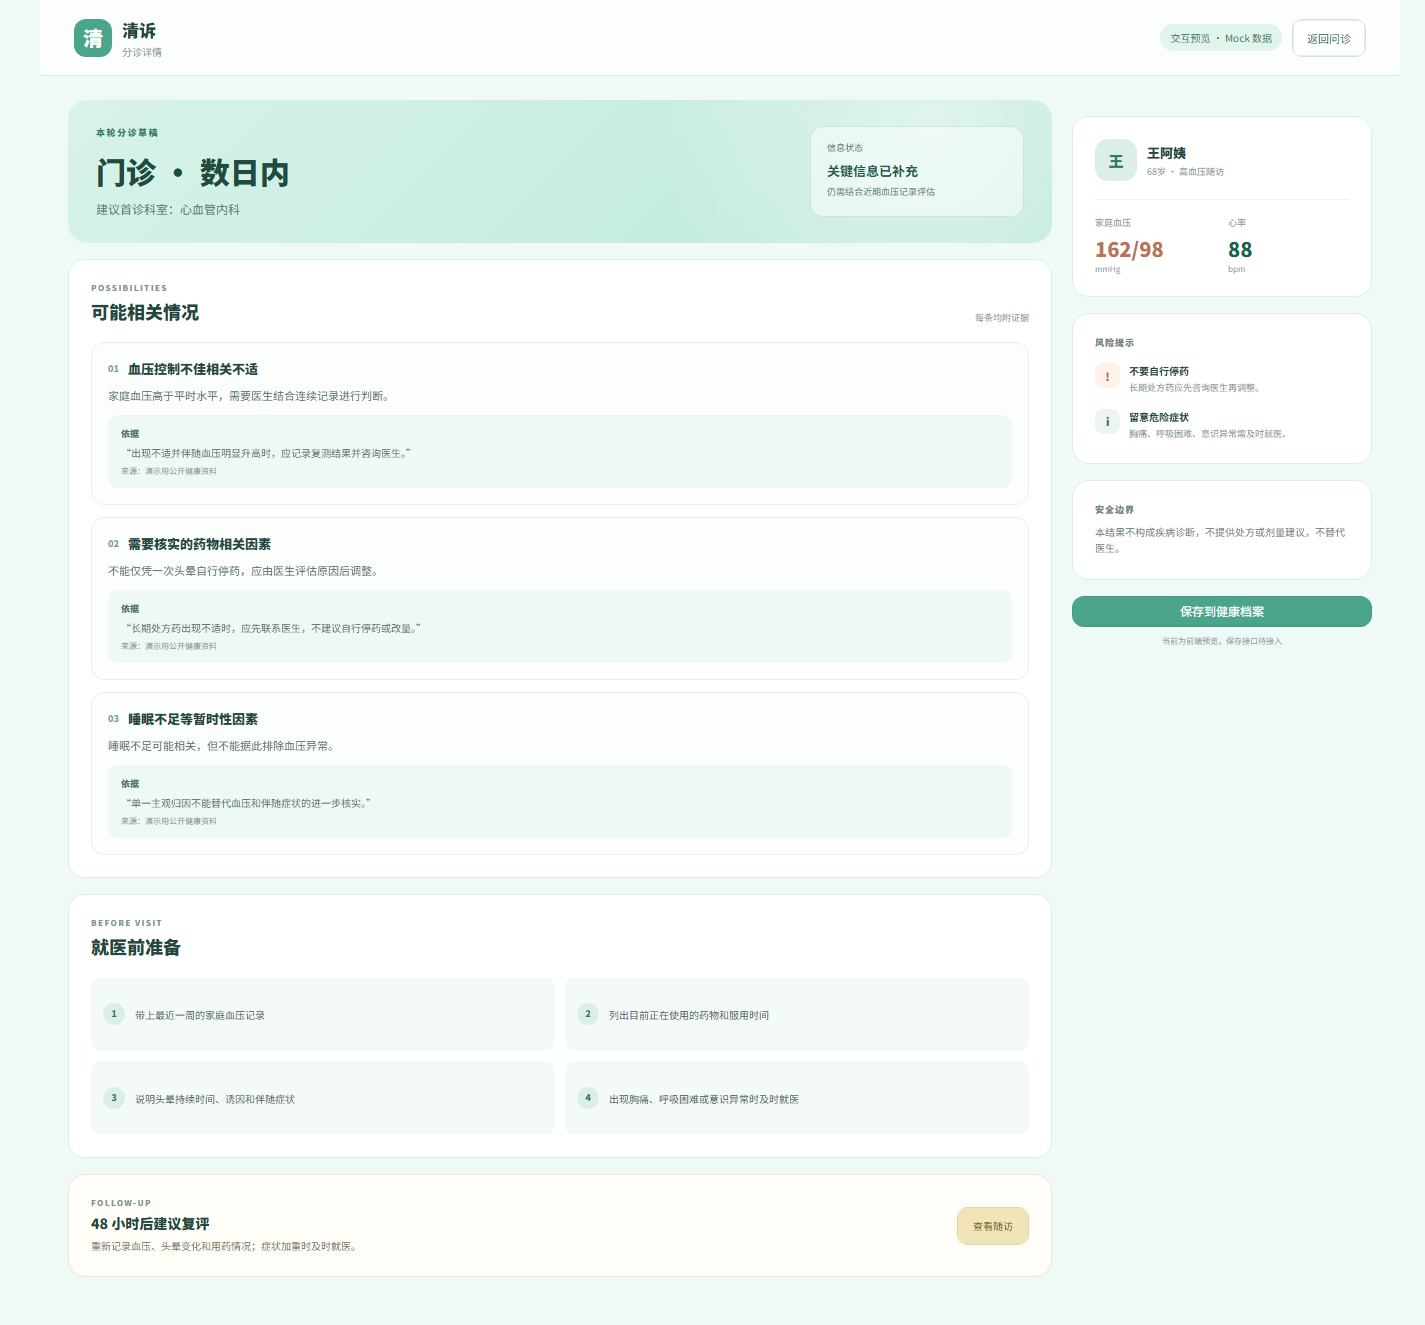 清
清诉
分诊详情
交互预览 · Mock 数据
返回问诊
本轮分诊草稿
门诊 · 数日内
建议首诊科室：心血管内科
信息状态
关键信息已补充
仍需结合近期血压记录评估
POSSIBILITIES
可能相关情况
每条均附证据
01 血压控制不佳相关不适
家庭血压高于平时水平，需要医生结合连续记录进行判断。
依据
“出现不适并伴随血压明显升高时，应记录复测结果并咨询医生。”
来源：演示用公开健康资料
02 需要核实的药物相关因素
不能仅凭一次头晕自行停药，应由医生评估原因后调整。
依据
“长期处方药出现不适时，应先联系医生，不建议自行停药或改量。”
来源：演示用公开健康资料
03 睡眠不足等暂时性因素
睡眠不足可能相关，但不能据此排除血压异常。
依据
“单一主观归因不能替代血压和伴随症状的进一步核实。”
来源：演示用公开健康资料
BEFORE VISIT
就医前准备
1 带上最近一周的家庭血压记录
2 列出目前正在使用的药物和服用时间
3 说明头晕持续时间、诱因和伴随症状
4 出现胸痛、呼吸困难或意识异常时及时就医
FOLLOW-UP
48 小时后建议复评
重新记录血压、头晕变化和用药情况；症状加重时及时就医。
查看随访
王
王阿姨
68岁 · 高血压随访
家庭血压
162/98
mmHg
心率
88
bpm
风险提示
!
不要自行停药
长期处方药应先咨询医生再调整。
i
留意危险症状
胸痛、呼吸困难、意识异常需及时就医。
安全边界
本结果不构成疾病诊断，不提供处方或剂量建议，不替代
医生。
保存到健康档案
当前为前端预览，保存接口待接入